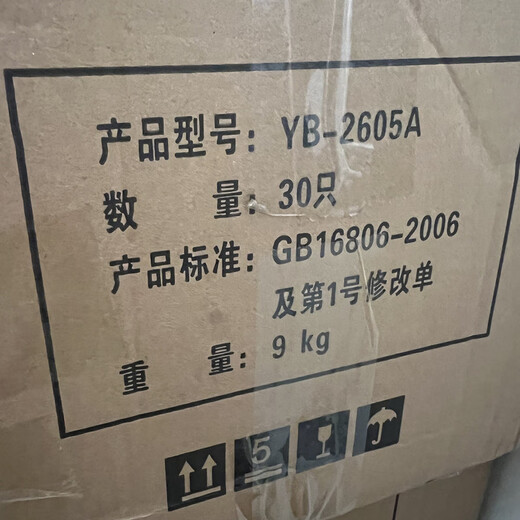 产品型号: YB-2605A
数 量: 30只
产品标准: GB16806-2006
及第1号修改单
重 量: 9 kg
5